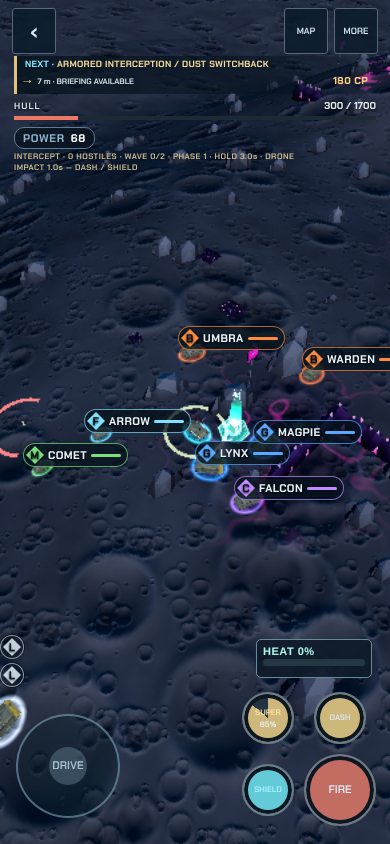 ‹
MAP
MORE
NEXT · ARMORED INTERCEPTION / DUST SWITCHBACK
→ 7 m · BRIEFING AVAILABLE
180 CP
HULL
300 / 1700
POWER 68
INTERCEPT · 0 HOSTILES · WAVE 0/2 · PHASE 1 · HOLD 3.0s · DRONE
IMPACT 1.0s — DASH / SHIELD
B UMBRA
B WARDEN
F ARROW
G MAGPIE
M COMET
G LYNX
C FALCON
L
L
HEAT 0%
SUPER
85%
DASH
DRIVE
SHIELD
FIRE